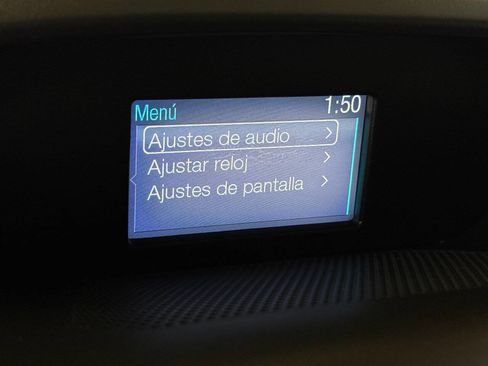 Menú 1:50
Ajustes de audio >
Ajustar reloj >
Ajustes de pantalla >